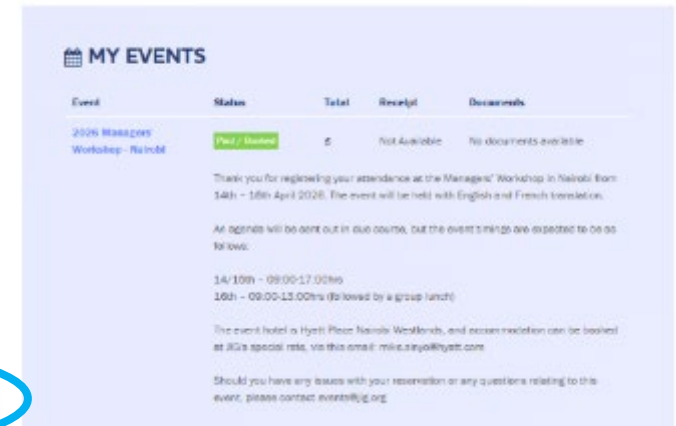 MY EVENTS
Event Status Total Receipt Documents
2026 Managers' Paid / Booked Not Available No documents available
Workshop - Nairobi
Thank you for registering your attendance at the Managers' Workshop in Nairobi from
14th – 16th April 2026. The event will be held with English and French translation.
An agenda will be sent out in due course, but the event timings are expected to be as
follows:
14/15th – 09:00-17:00hrs
16th – 09:00-13:00hrs (followed by a group lunch)
The event hotel is Hyatt Place Nairobi Westlands, and accommodation can be booked
at JIG's special rate, via this email:
Should you have any issues with your reservation or any questions relating to this
event, please contact events@jig.org